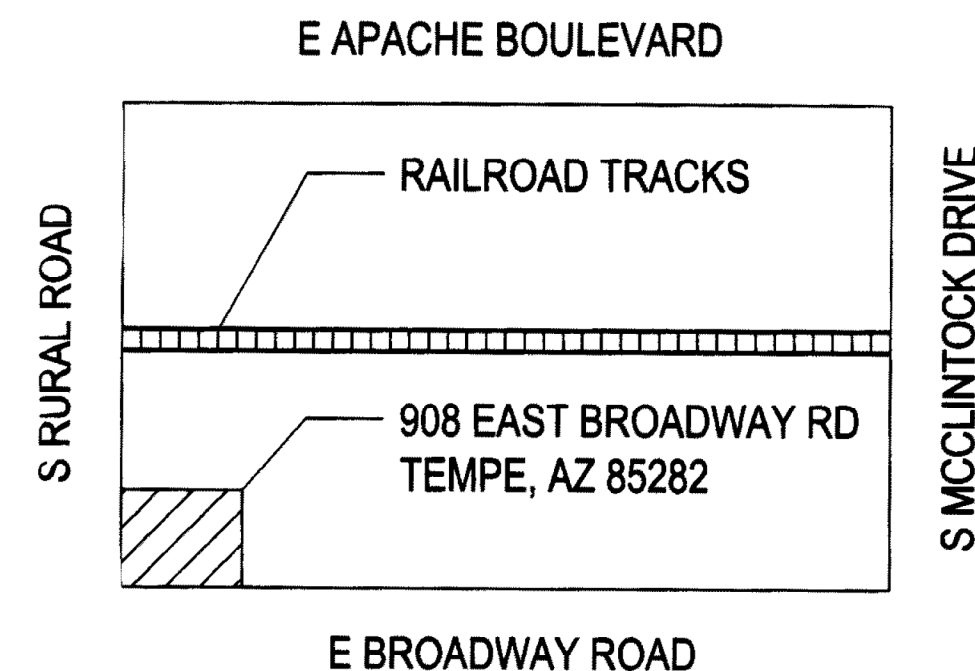 E APACHE BOULEVARD
RAILROAD TRACKS
S RURAL ROAD
S MCCLINTOCK DRIVE
908 EAST BROADWAY RD
TEMPE, AZ 85282
E BROADWAY ROAD